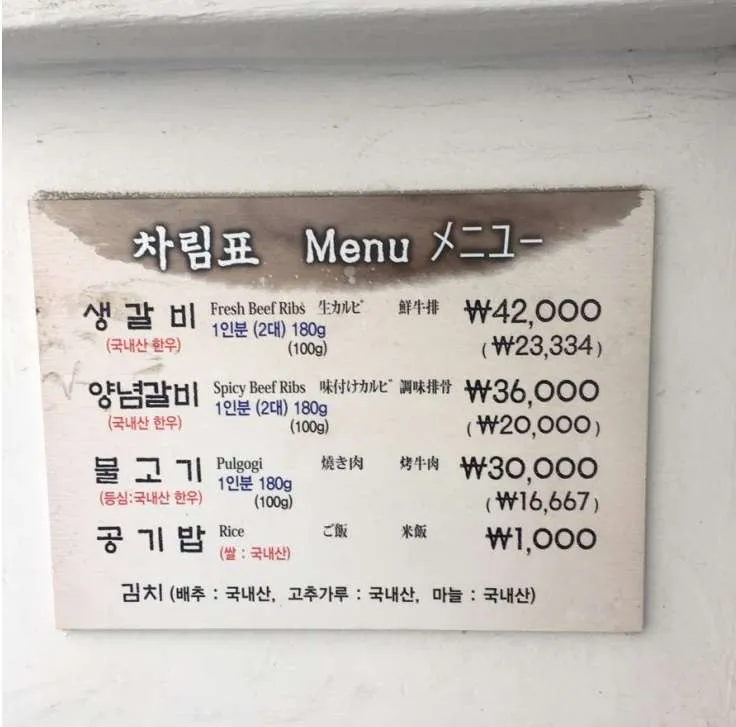 차림표 Menu メニュー
생갈비 Fresh Beef Ribs 生カルビ 鮮牛排 ₩42,000
(국내산 한우) 1인분 (2대) 180g
(100g) (₩23,334)
양념갈비 Spicy Beef Ribs 味付けカルビ 調味排骨 ₩36,000
(국내산 한우) 1인분 (2대) 180g
(100g) (₩20,000)
불고기 Pulgogi 燒き肉 烤牛肉 ₩30,000
(등심:국내산 한우) 1인분 180g
(100g) (₩16,667)
공기밥 Rice ご飯 米飯 ₩1,000
(쌀 : 국내산)
김치 (배추 : 국내산, 고추가루 : 국내산, 마늘 : 국내산)